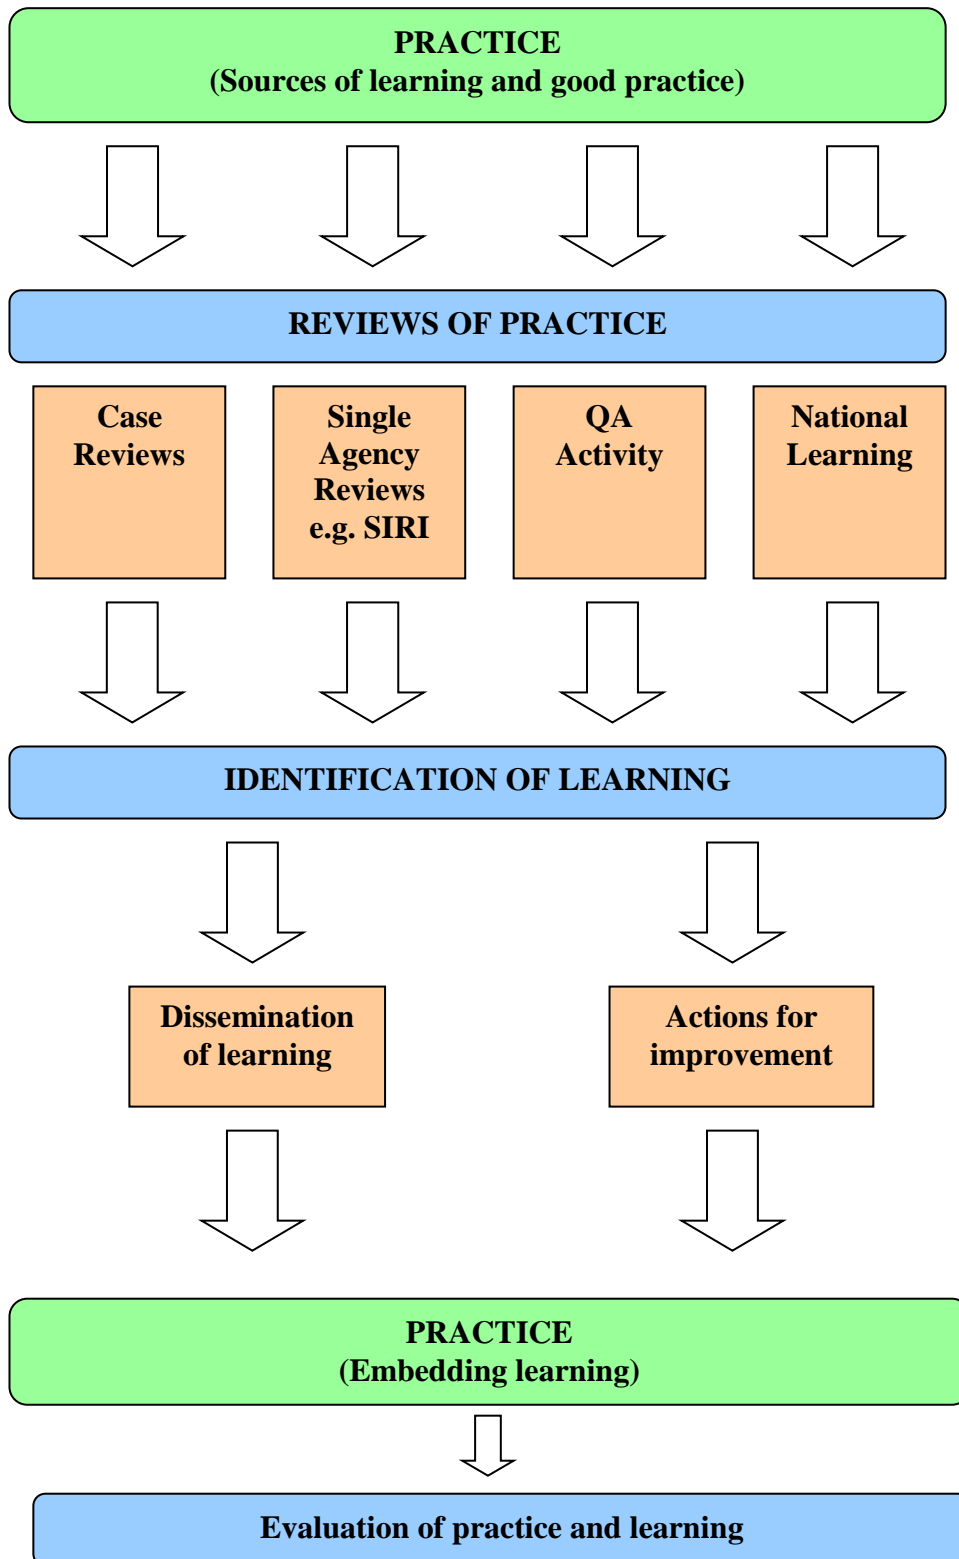 PRACTICE
(Sources of learning and good practice)
REVIEWS OF PRACTICE
Case
Reviews
Single
Agency
Reviews
e.g. SIRI
QA
Activity
National
Learning
IDENTIFICATION OF LEARNING
Dissemination
of learning
Actions for
improvement
PRACTICE
(Embedding learning)
Evaluation of practice and learning